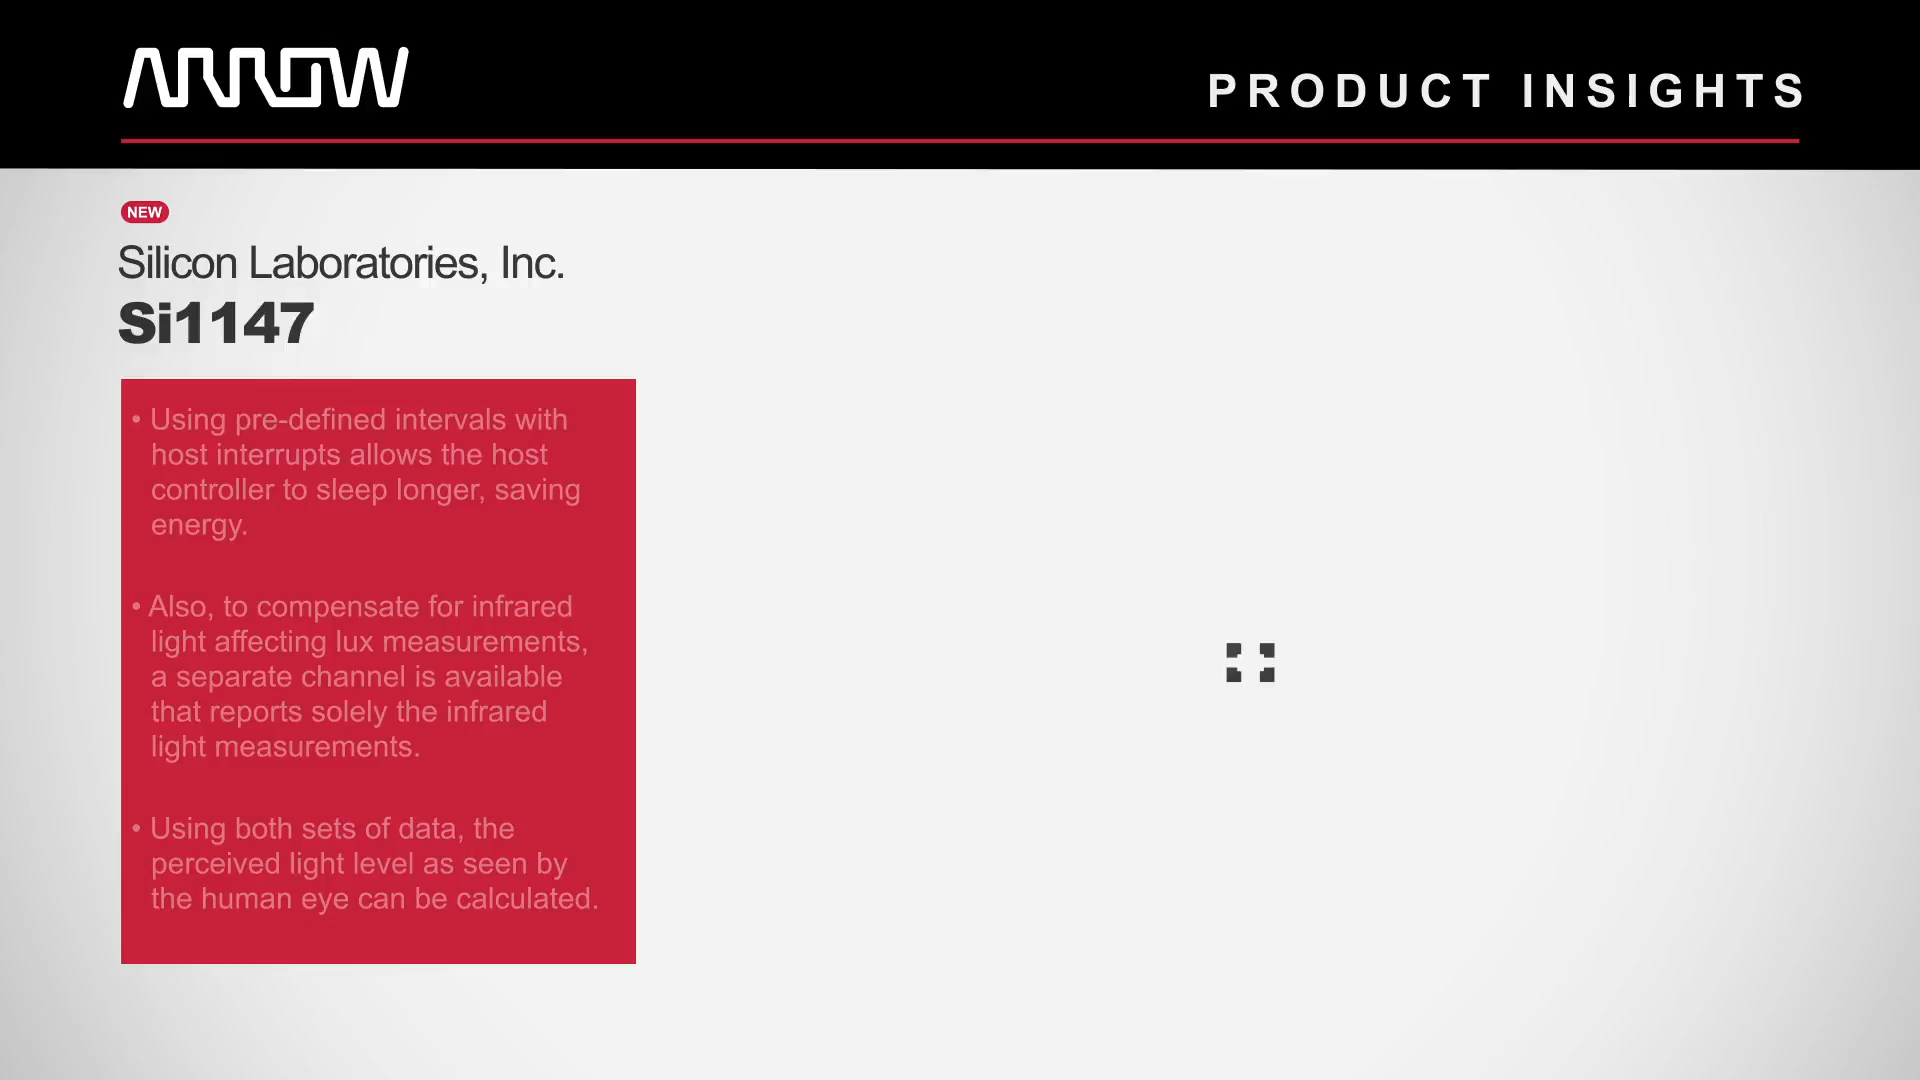 ARROW
PRODUCT INSIGHTS
NEW
Silicon Laboratories, Inc.
Si1147
• Using pre-defined intervals with
host interrupts allows the host
controller to sleep longer, saving
energy.
• Also, to compensate for infrared
light affecting lux measurements,
a separate channel is available
that reports solely the infrared
light measurements.
• Using both sets of data, the
perceived light level as seen by
the human eye can be calculated.